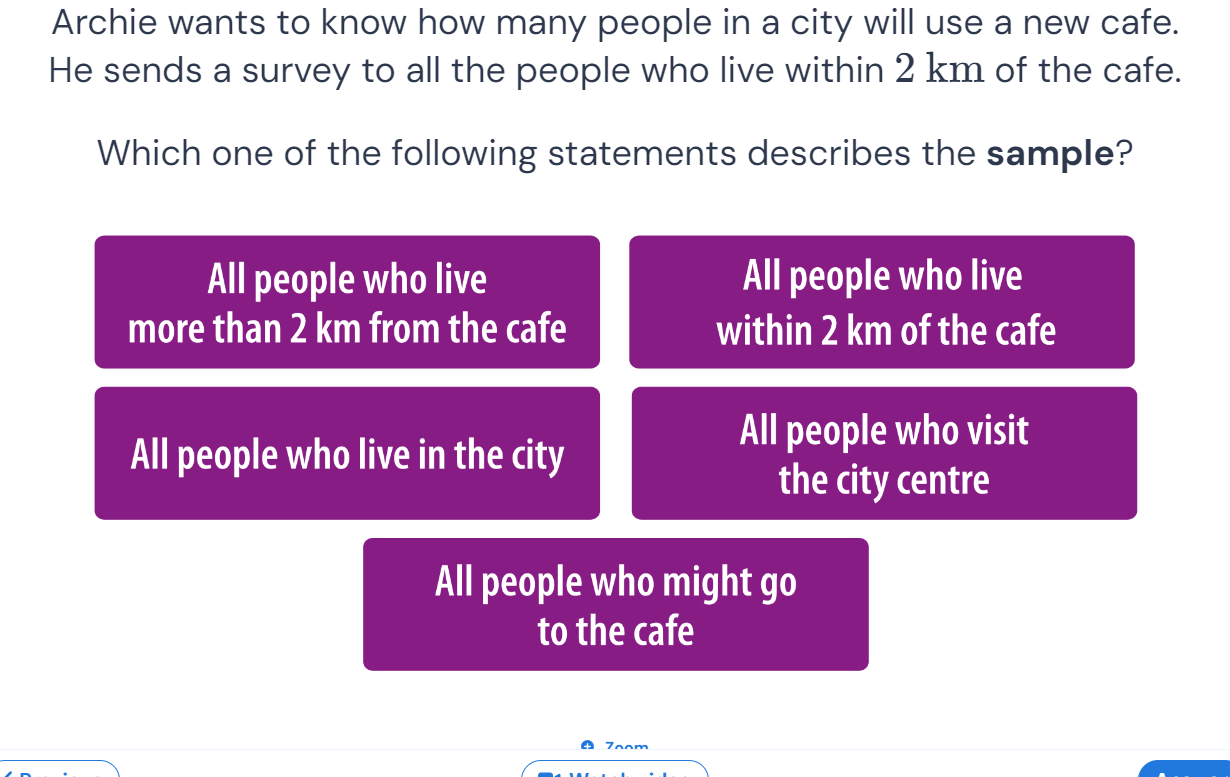 Archie wants to know how many people in a city will use a new cafe.
He sends a survey to all the people who live within 2 km of the cafe.
Which one of the following statements describes the sample?
All people who live
more than 2 km from the cafe
All people who live
within 2 km of the cafe
All people who live in the city
All people who visit
the city centre
All people who might go
to the cafe
Zoom